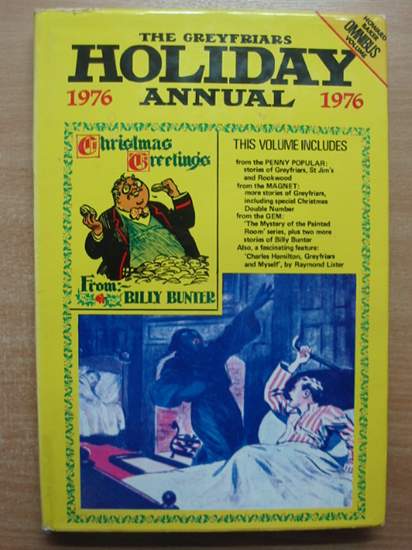 THE GREYFRIARS
HOLIDAY
ANNUAL
1976
1976
HOWARD BAKER
OMNIBUS
VOLUME
Christmas
Greetings
From:-
BILLY BUNTER
THIS VOLUME INCLUDES
from the PENNY POPULAR:
stories of Greyfriars, St Jim's
and Rookwood
from the MAGNET:
more stories of Greyfriars,
including special Christmas
Double Number
from the GEM:
'The Mystery of the Painted
Room' series, plus two more
stories of Billy Bunter
Also, a fascinating feature:
'Charles Hamilton, Greyfriars
and Myself', by Raymond Lister